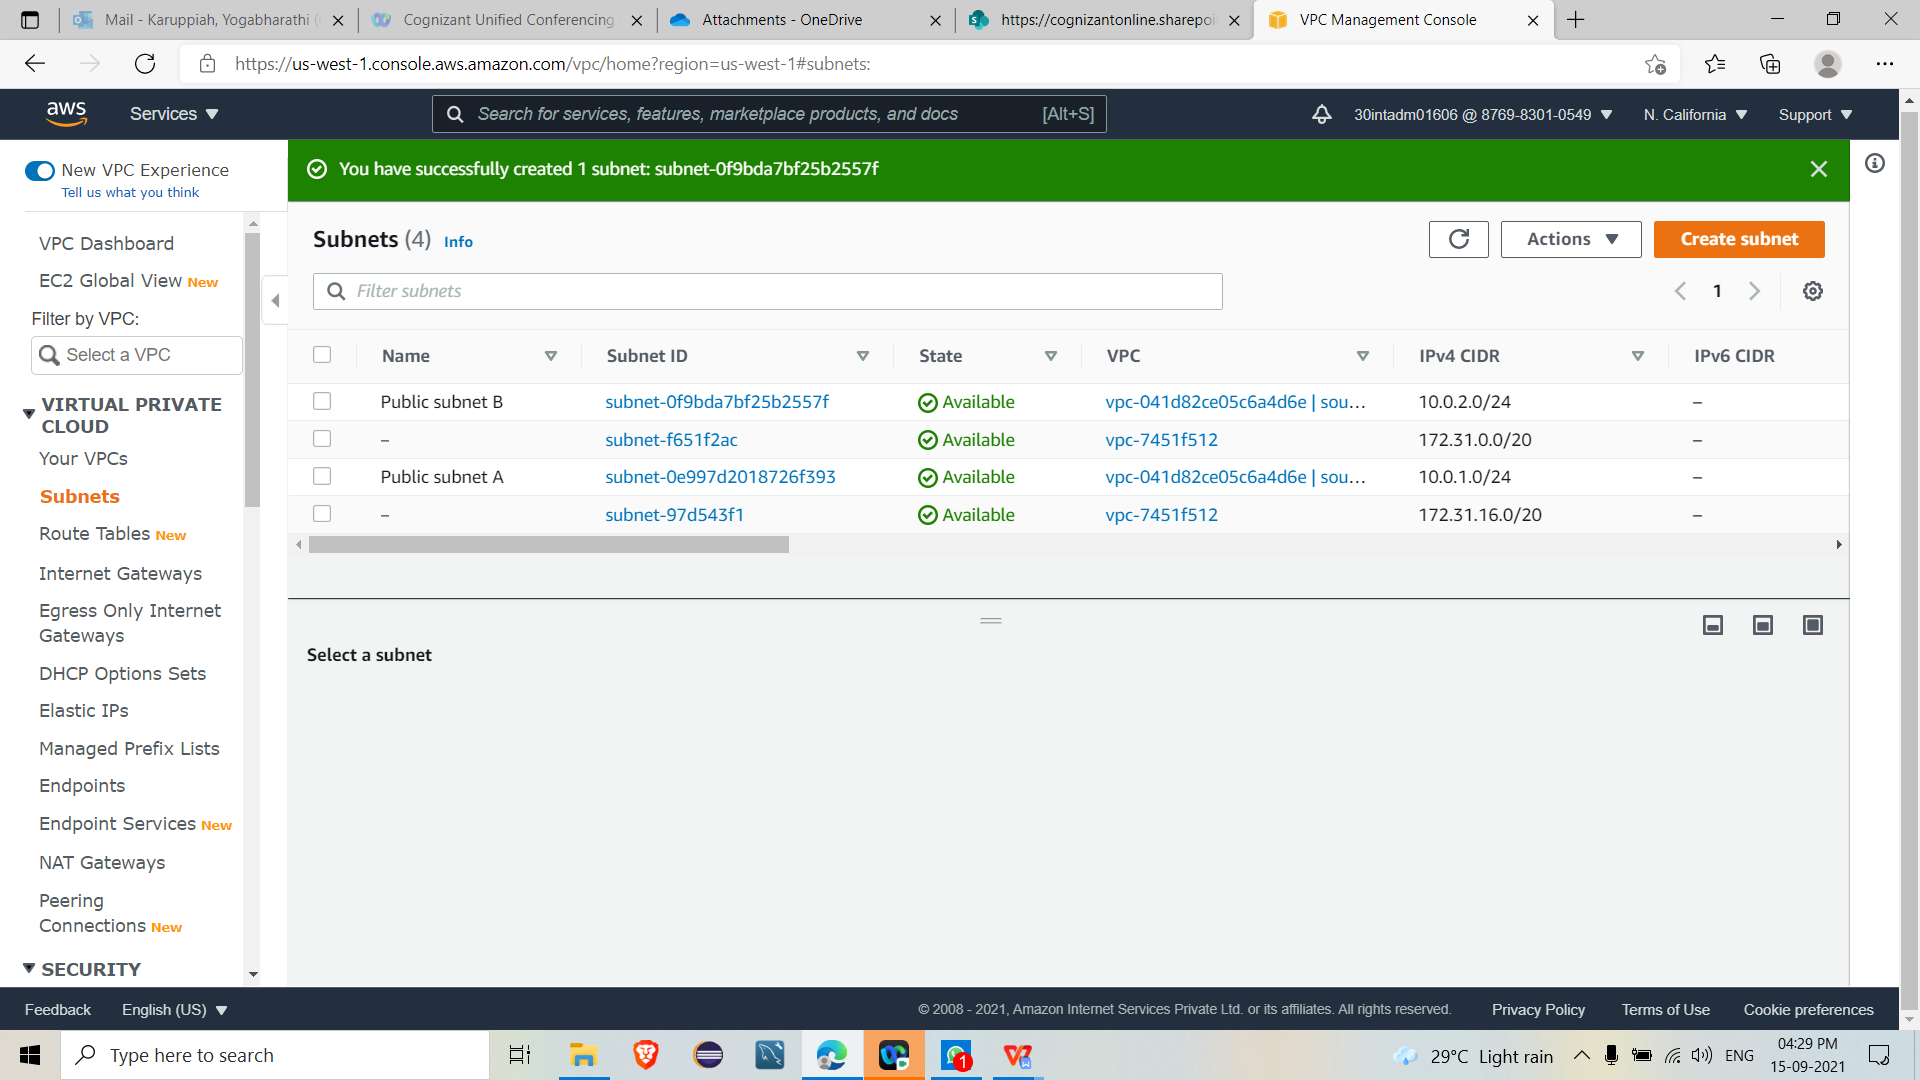 Mail - Karuppiah, Yogabharathi (
Cognizant Unified Conferencing
Attachments - OneDrive
https://cognizantonline.sharepoi
VPC Management Console
https://us-west-1.console.aws.amazon.com/vpc/home?region=us-west-1#subnets:
aws
Services
Search for services, features, marketplace products, and docs [Alt+S]
30intadm01606 @ 8769-8301-0549
N. California
Support
New VPC Experience
Tell us what you think
VPC Dashboard
EC2 Global View New
Filter by VPC:
Select a VPC
VIRTUAL PRIVATE
CLOUD
Your VPCs
Subnets
Route Tables New
Internet Gateways
Egress Only Internet
Gateways
DHCP Options Sets
Elastic IPs
Managed Prefix Lists
Endpoints
Endpoint Services New
NAT Gateways
Peering
Connections New
SECURITY
You have successfully created 1 subnet: subnet-0f9bda7bf25b2557f
Subnets (4) Info
Actions
Create subnet
Filter subnets
1
Name Subnet ID State VPC IPv4 CIDR IPv6 CIDR
Public subnet B subnet-0f9bda7bf25b2557f Available vpc-041d82ce05c6a4d6e | sou… 10.0.2.0/24 –
– subnet-f651f2ac Available vpc-7451f512 172.31.0.0/20 –
Public subnet A subnet-0e997d2018726f393 Available vpc-041d82ce05c6a4d6e | sou… 10.0.1.0/24 –
– subnet-97d543f1 Available vpc-7451f512 172.31.16.0/20 –
Select a subnet
Feedback
English (US)
© 2008 - 2021, Amazon Internet Services Private Ltd. or its affiliates. All rights reserved.
Privacy Policy
Terms of Use
Cookie preferences
Type here to search
1
29°C Light rain
ENG
04:29 PM
15-09-2021